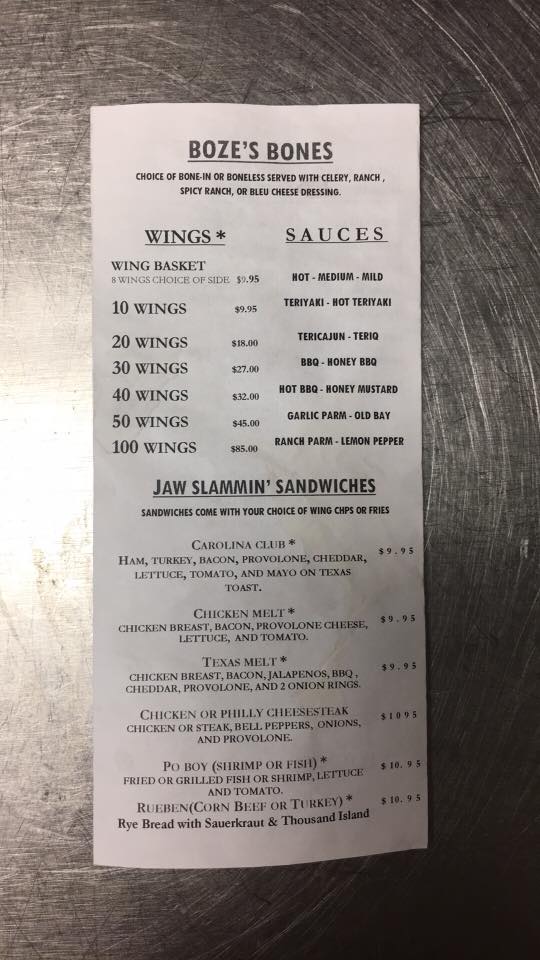 BOZE'S BONES
CHOICE OF BONE-IN OR BONELESS SERVED WITH CELERY, RANCH ,
SPICY RANCH, OR BLEU CHEESE DRESSING.
WINGS *
WING BASKET
8 WINGS CHOICE OF SIDE $9.95
10 WINGS $9.95
20 WINGS $18.00
30 WINGS $27.00
40 WINGS $32.00
50 WINGS $45.00
100 WINGS $85.00
SAUCES
HOT - MEDIUM - MILD
TERIYAKI - HOT TERIYAKI
TERICAJUN - TERIQ
BBQ - HONEY BBQ
HOT BBQ - HONEY MUSTARD
GARLIC PARM - OLD BAY
RANCH PARM - LEMON PEPPER
JAW SLAMMIN' SANDWICHES
SANDWICHES COME WITH YOUR CHOICE OF WING CHPS OR FRIES
CAROLINA CLUB * $9.95
HAM, TURKEY, BACON, PROVOLONE, CHEDDAR,
LETTUCE, TOMATO, AND MAYO ON TEXAS
TOAST.
CHICKEN MELT * $9.95
CHICKEN BREAST, BACON, PROVOLONE CHEESE,
LETTUCE, AND TOMATO.
TEXAS MELT * $9.95
CHICKEN BREAST, BACON, JALAPENOS, BBQ ,
CHEDDAR, PROVOLONE, AND 2 ONION RINGS.
CHICKEN OR PHILLY CHEESESTEAK $1095
CHICKEN OR STEAK, BELL PEPPERS, ONIONS,
AND PROVOLONE.
PO BOY (SHRIMP OR FISH) * $10.95
FRIED OR GRILLED FISH OR SHRIMP, LETTUCE
AND TOMATO.
RUEBEN(CORN BEEF OR TURKEY) * $10.95
Rye Bread with Sauerkraut & Thousand Island